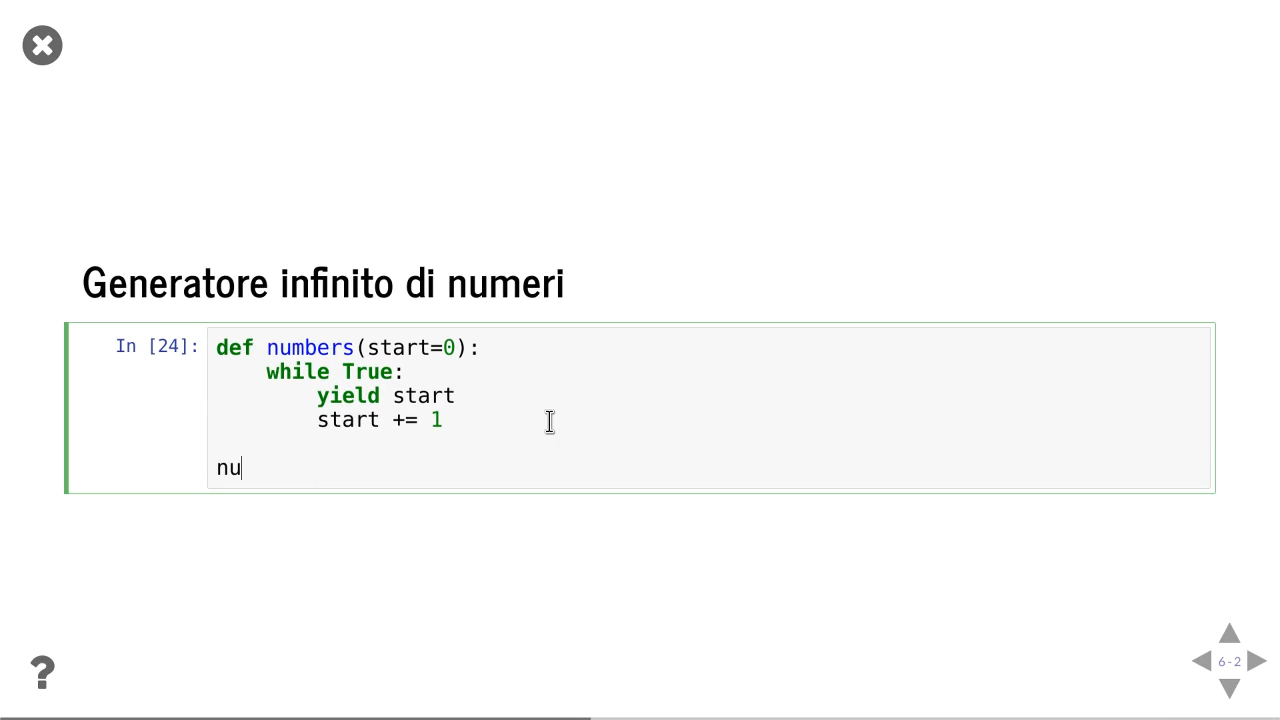 Generatore infinito di numeri
In [24]: def numbers(start=0):
    while True:
        yield start
        start += 1
nu
?
6-2